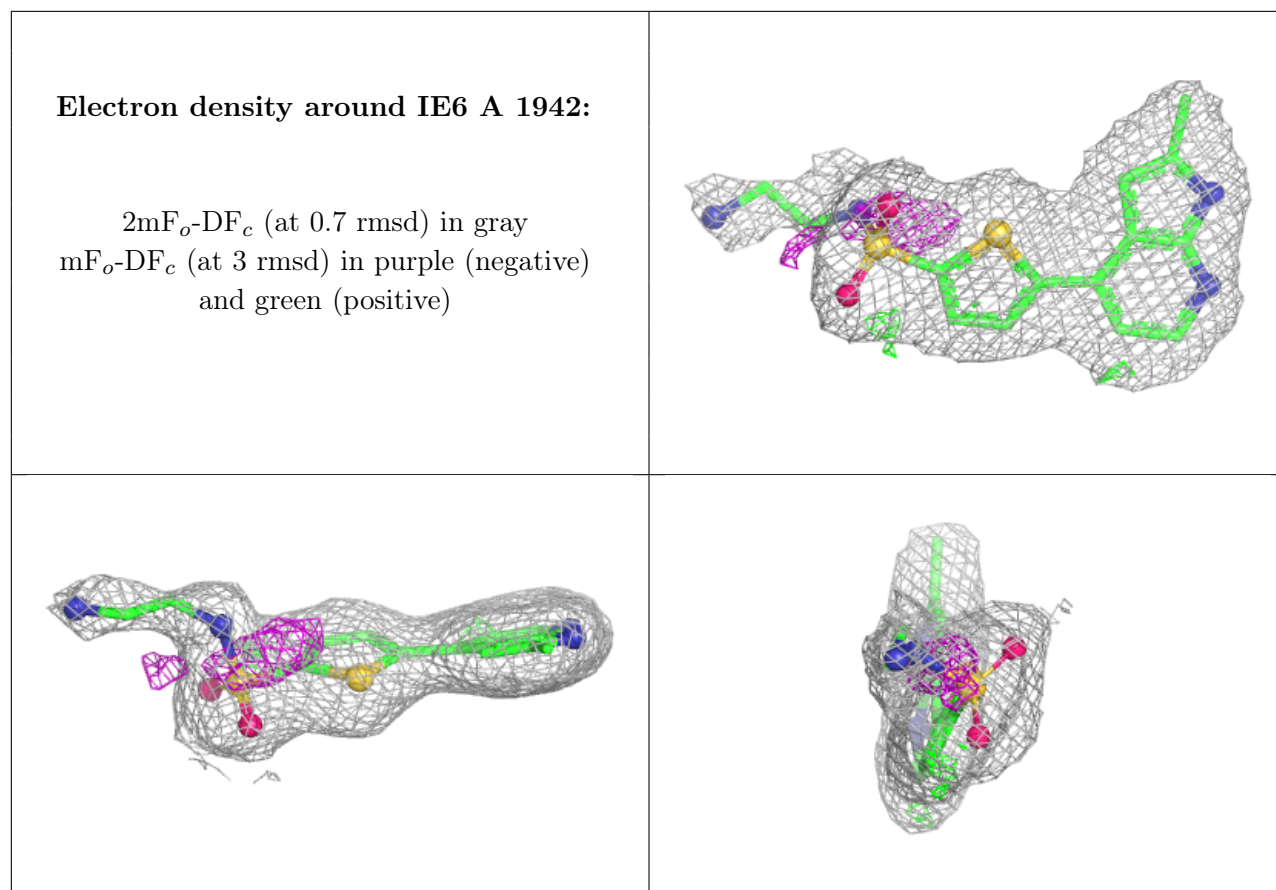 Electron density around IE6 A 1942:
2mFo-DFc (at 0.7 rmsd) in gray
mFo-DFc (at 3 rmsd) in purple (negative)
and green (positive)